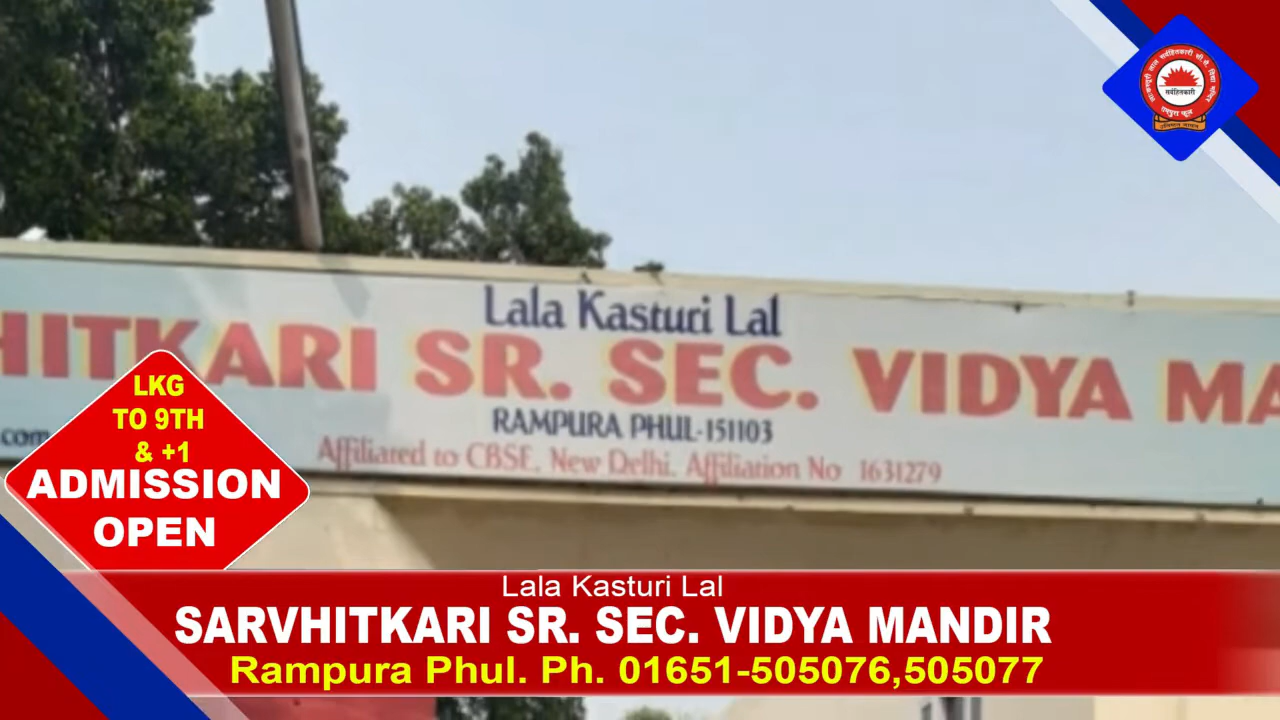 सर्वहितकारी
रामपुरा फूल
Lala Kasturi Lal
HITKARI SR. SEC. VIDYA MA
RAMPURA PHUL-151103
.com
Affiliated to CBSE, New Delhi, Affiliation No 1631279
LKG
TO 9TH
& +1
ADMISSION
OPEN
Lala Kasturi Lal
SARVHITKARI SR. SEC. VIDYA MANDIR
Rampura Phul. Ph. 01651-505076,505077